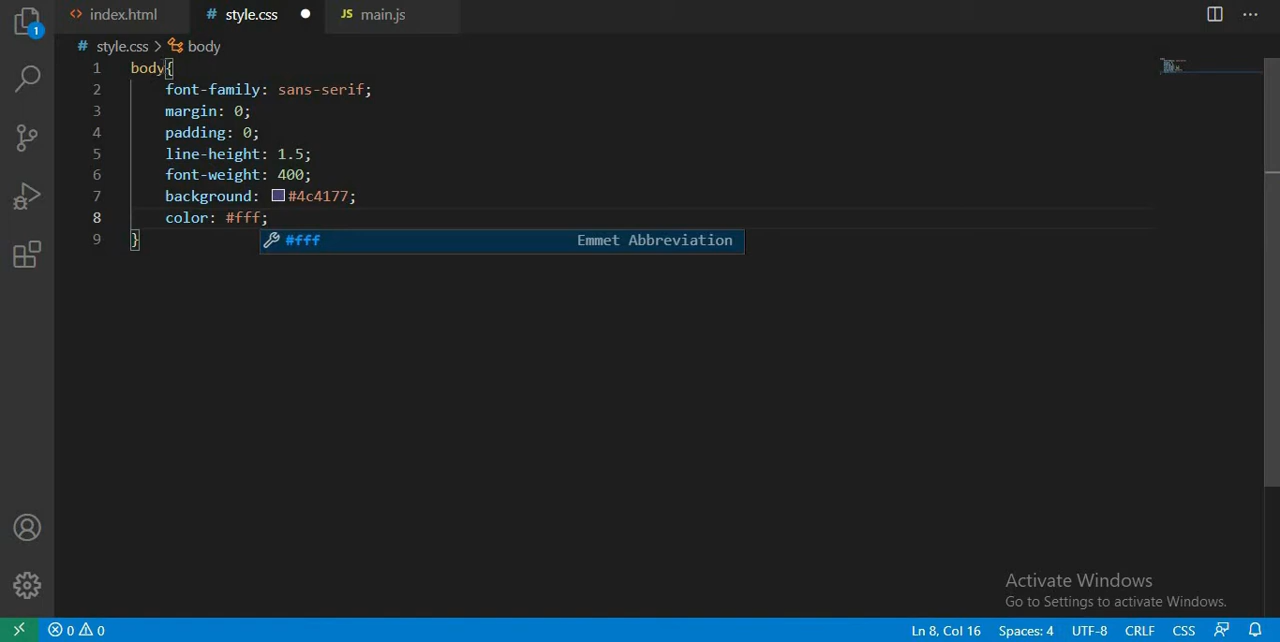 index.html
# style.css
JS main.js
1
# style.css > body
1 body{
2 font-family: sans-serif;
3 margin: 0;
4 padding: 0;
5 line-height: 1.5;
6 font-weight: 400;
7 background: #4c4177;
8 color: #fff;
9 }
#fff Emmet Abbreviation
Activate Windows
Go to Settings to activate Windows.
0 0
Ln 8, Col 16 Spaces: 4 UTF-8 CRLF CSS